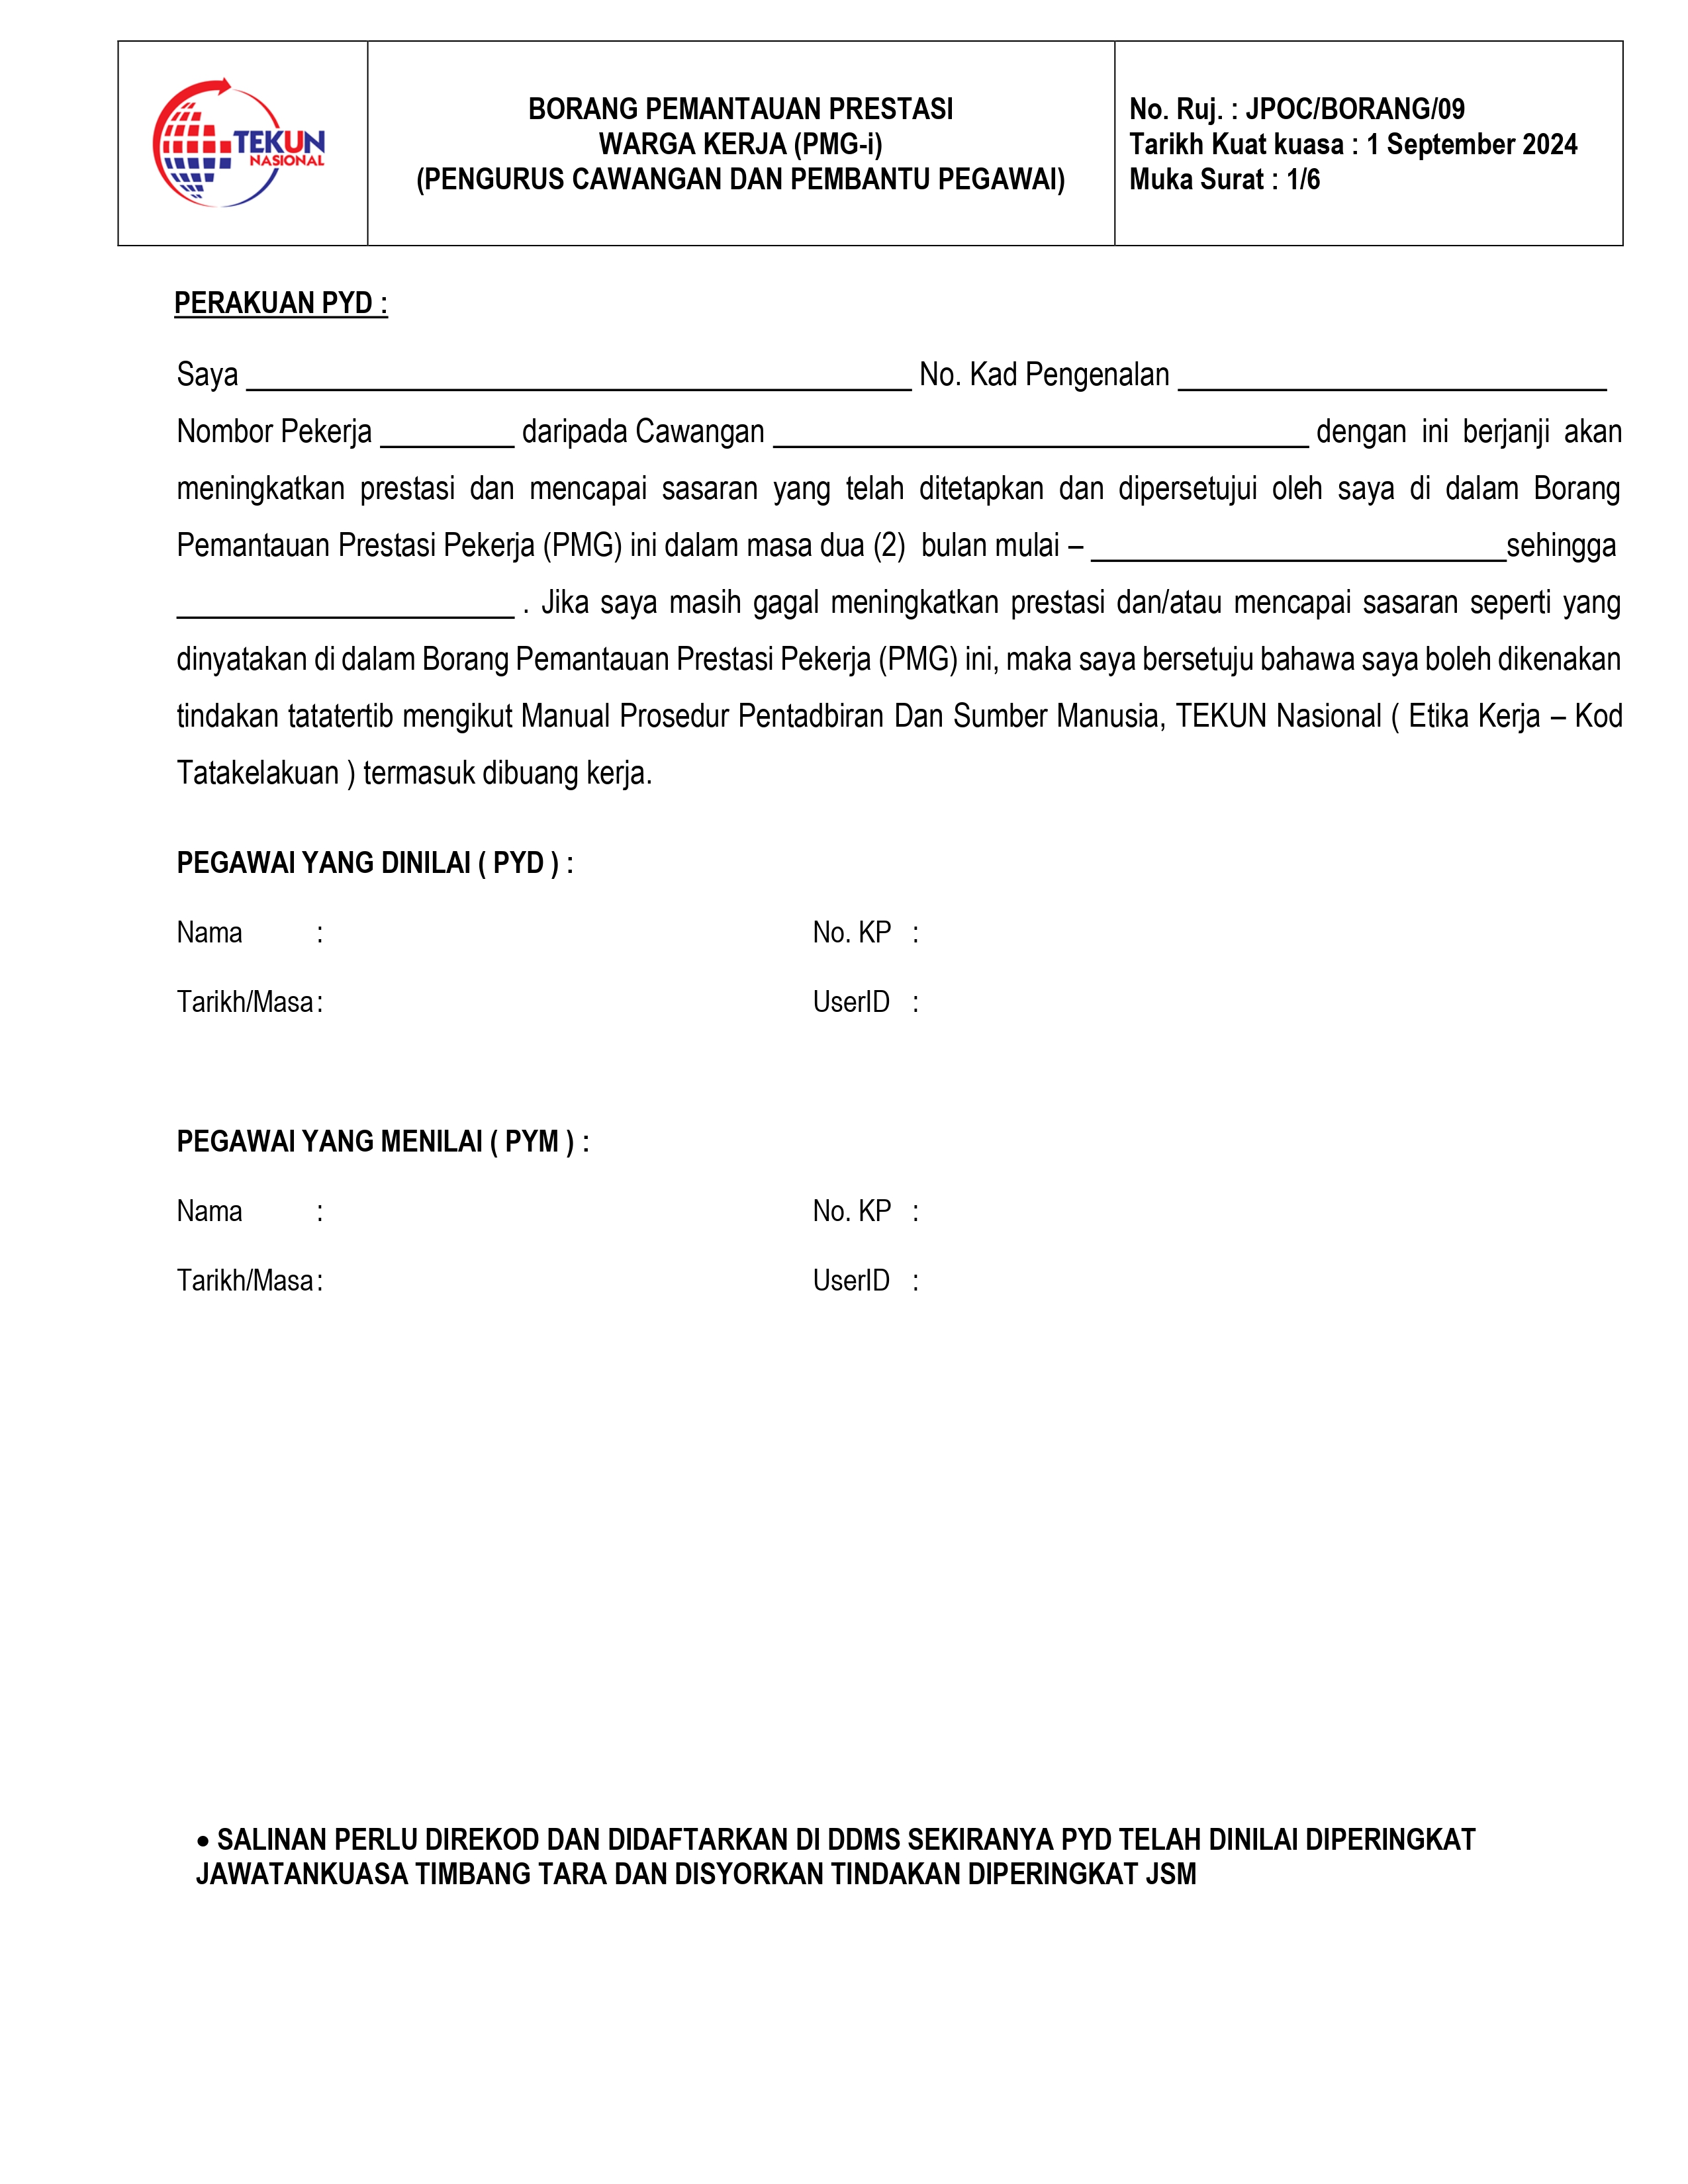 TEKUN
NASIONAL
BORANG PEMANTAUAN PRESTASI
WARGA KERJA (PMG-i)
(PENGURUS CAWANGAN DAN PEMBANTU PEGAWAI)
No. Ruj. : JPOC/BORANG/09
Tarikh Kuat kuasa : 1 September 2024
Muka Surat : 1/6
PERAKUAN PYD :
Saya ________________________________________ No. Kad Pengenalan __________________________
Nombor Pekerja ________ daripada Cawangan ________________________________ dengan ini berjanji akan
meningkatkan prestasi dan mencapai sasaran yang telah ditetapkan dan dipersetujui oleh saya di dalam Borang
Pemantauan Prestasi Pekerja (PMG) ini dalam masa dua (2) bulan mulai – _________________________sehingga
____________________ . Jika saya masih gagal meningkatkan prestasi dan/atau mencapai sasaran seperti yang
dinyatakan di dalam Borang Pemantauan Prestasi Pekerja (PMG) ini, maka saya bersetuju bahawa saya boleh dikenakan
tindakan tatatertib mengikut Manual Prosedur Pentadbiran Dan Sumber Manusia, TEKUN Nasional ( Etika Kerja – Kod
Tatakelakuan ) termasuk dibuang kerja.
PEGAWAI YANG DINILAI ( PYD ) :
Nama : No. KP :
Tarikh/Masa : UserID :
PEGAWAI YANG MENILAI ( PYM ) :
Nama : No. KP :
Tarikh/Masa : UserID :
• SALINAN PERLU DIREKOD DAN DIDAFTARKAN DI DDMS SEKIRANYA PYD TELAH DINILAI DIPERINGKAT
JAWATANKUASA TIMBANG TARA DAN DISYORKAN TINDAKAN DIPERINGKAT JSM